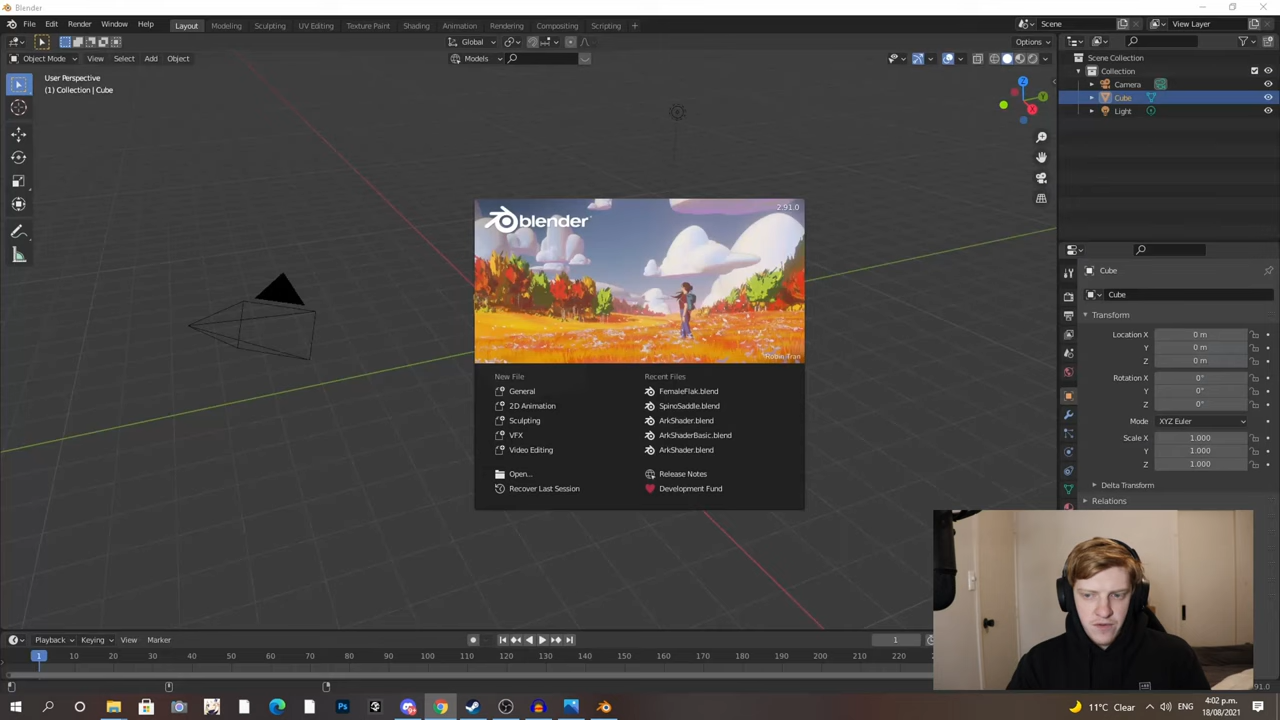 Blender
File Edit Render Window Help
Layout Modeling Sculpting UV Editing Texture Paint Shading Animation Rendering Compositing Scripting +
Scene
View Layer
Global
Options
Object Mode View Select Add Object
Models
User Perspective
(1) Collection | Cube
Z
Y
X
Scene Collection
Collection
Camera
Cube
Light
Cube
Cube
Transform
Location X 0 m
Y 0 m
Z 0 m
Rotation X 0°
Y 0°
Z 0°
Mode XYZ Euler
Scale X 1.000
Y 1.000
Z 1.000
Delta Transform
Relations
blender
2.91.0
Robin Tran
New File
General
2D Animation
Sculpting
VFX
Video Editing
Open...
Recover Last Session
Recent Files
FemaleFlak.blend
SpinoSaddle.blend
ArkShader.blend
ArkShaderBasic.blend
ArkShader.blend
Release Notes
Development Fund
Playback Keying View Marker
1
1 10 20 30 40 50 60 70 80 90 100 110 120 130 140 150 160 170 180 190 200 210 220
91.0
11°C Clear
ENG
4:02 p.m.
18/08/2021